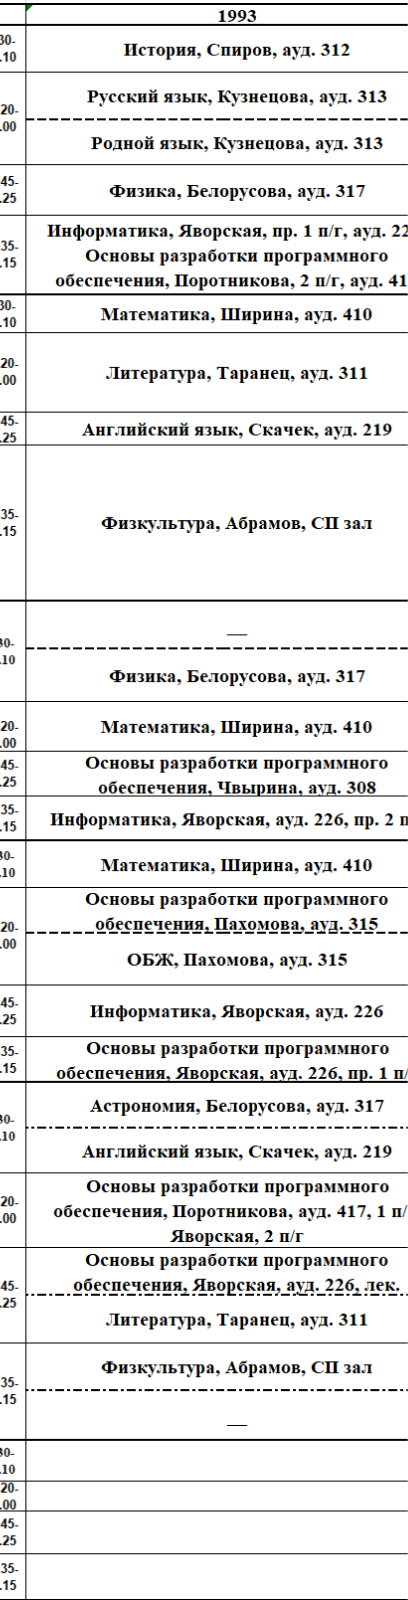 1993
30-
.10
История, Спиров, ауд. 312
20-
.00
Русский язык, Кузнецова, ауд. 313
Родной язык, Кузнецова, ауд. 313
45-
.25
Физика, Белорусова, ауд. 317
35-
.15
Информатика, Яворская, пр. 1 п/г, ауд. 22
Основы разработки программного
обеспечения, Поротникова, 2 п/г, ауд. 41
30-
.10
Математика, Ширина, ауд. 410
20-
.00
Литература, Таранец, ауд. 311
45-
.25
Английский язык, Скачек, ауд. 219
35-
.15
Физкультура, Абрамов, СП зал
30-
.10
—
Физика, Белорусова, ауд. 317
20-
.00
Математика, Ширина, ауд. 410
45-
.25
Основы разработки программного
обеспечения, Чвырина, ауд. 308
35-
.15
Информатика, Яворская, ауд. 226, пр. 2 п
30-
.10
Математика, Ширина, ауд. 410
20-
.00
Основы разработки программного
обеспечения, Пахомова, ауд. 315
ОБЖ, Пахомова, ауд. 315
45-
.25
Информатика, Яворская, ауд. 226
35-
.15
Основы разработки программного
обеспечения, Яворская, ауд. 226, пр. 1 п/
30-
.10
Астрономия, Белорусова, ауд. 317
Английский язык, Скачек, ауд. 219
20-
.00
Основы разработки программного
обеспечения, Поротникова, ауд. 417, 1 п/
Яворская, 2 п/г
45-
.25
Основы разработки программного
обеспечения, Яворская, ауд. 226, лек.
Литература, Таранец, ауд. 311
35-
.15
Физкультура, Абрамов, СП зал
—
30-
.10
20-
.00
45-
.25
35-
.15